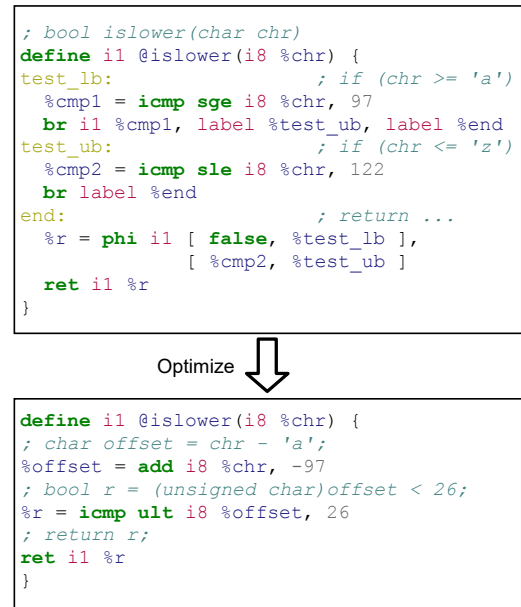 ; bool islower(char chr)
define i1 @islower(i8 %chr) {
test_lb:                    ; if (chr >= 'a')
  %cmp1 = icmp sge i8 %chr, 97
  br i1 %cmp1, label %test_ub, label %end
test_ub:                    ; if (chr <= 'z')
  %cmp2 = icmp sle i8 %chr, 122
  br label %end
end:                        ; return ...
  %r = phi i1 [ false, %test_lb ],
              [ %cmp2, %test_ub ]
  ret i1 %r
}
Optimize
define i1 @islower(i8 %chr) {
; char offset = chr - 'a';
%offset = add i8 %chr, -97
; bool r = (unsigned char)offset < 26;
%r = icmp ult i8 %offset, 26
; return r;
ret i1 %r
}